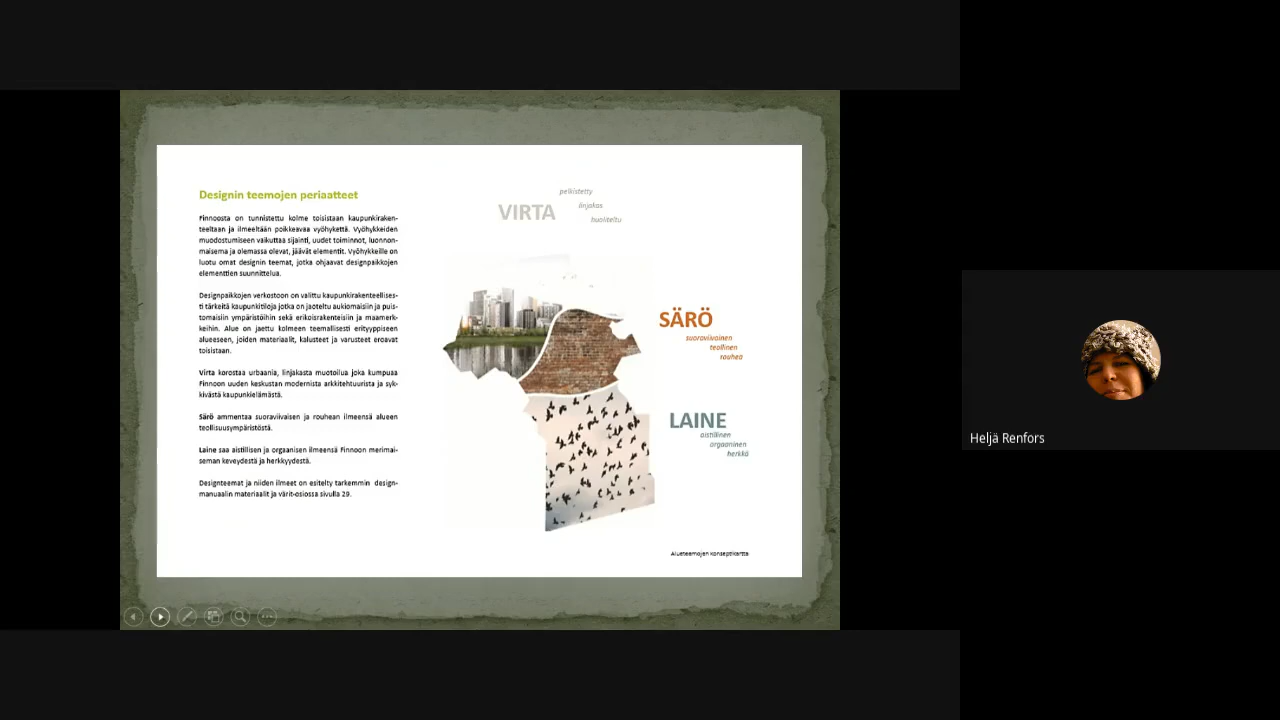 Designin teemojen periaatteet
Finnoosta on tunnistettu kolme toisistaan kaupunkiraken-
teeltaan ja ilmeeltään poikkeavaa vyöhykettä. Vyöhykkeiden
muodostumiseen vaikuttaa sijainti, uudet toiminnot, luonnon-
maisema ja olemassa olevat, jäävät elementit. Vyöhykkeille on
luotu omat designin teemat, jotka ohjaavat designpaikkojen
elementtien suunnittelua.
Designpaikkojen verkostoon on valittu kaupunkirakenteellises-
ti tärkeitä kaupunkitiloja jotka on jaoteltu aukiomaisiin ja puis-
tomaisiin ympäristöihin sekä erikoisrakenteisiin ja maamerk-
keihin. Alue on jaettu kolmeen teemallisesti erityyppiseen
alueeseen, joiden materiaalit, kalusteet ja varusteet eroavat
toisistaan.
Virta korostaa urbaania, linjakasta muotoilua joka kumpuaa
Finnoon uuden keskustan modernista arkkitehtuurista ja syk-
kivästä kaupunkielämästä.
Särö ammentaa suoraviivaisen ja rouhean ilmeensä alueen
teollisuusympäristöstä.
Laine saa aistillisen ja orgaanisen ilmeensä Finnoon merimai-
seman keveydestä ja herkkyydestä.
Designteemat ja niiden ilmeet on esitelty tarkemmin design-
manuaalin materiaalit ja värit-osiossa sivulla 29.
VIRTA
pelkistetty
linjakas
huoliteltu
SÄRÖ
suoraviivainen
teollinen
rouhea
LAINE
aistillinen
orgaaninen
herkkä
Alueteemojen konseptikartta
Heljä Renfors